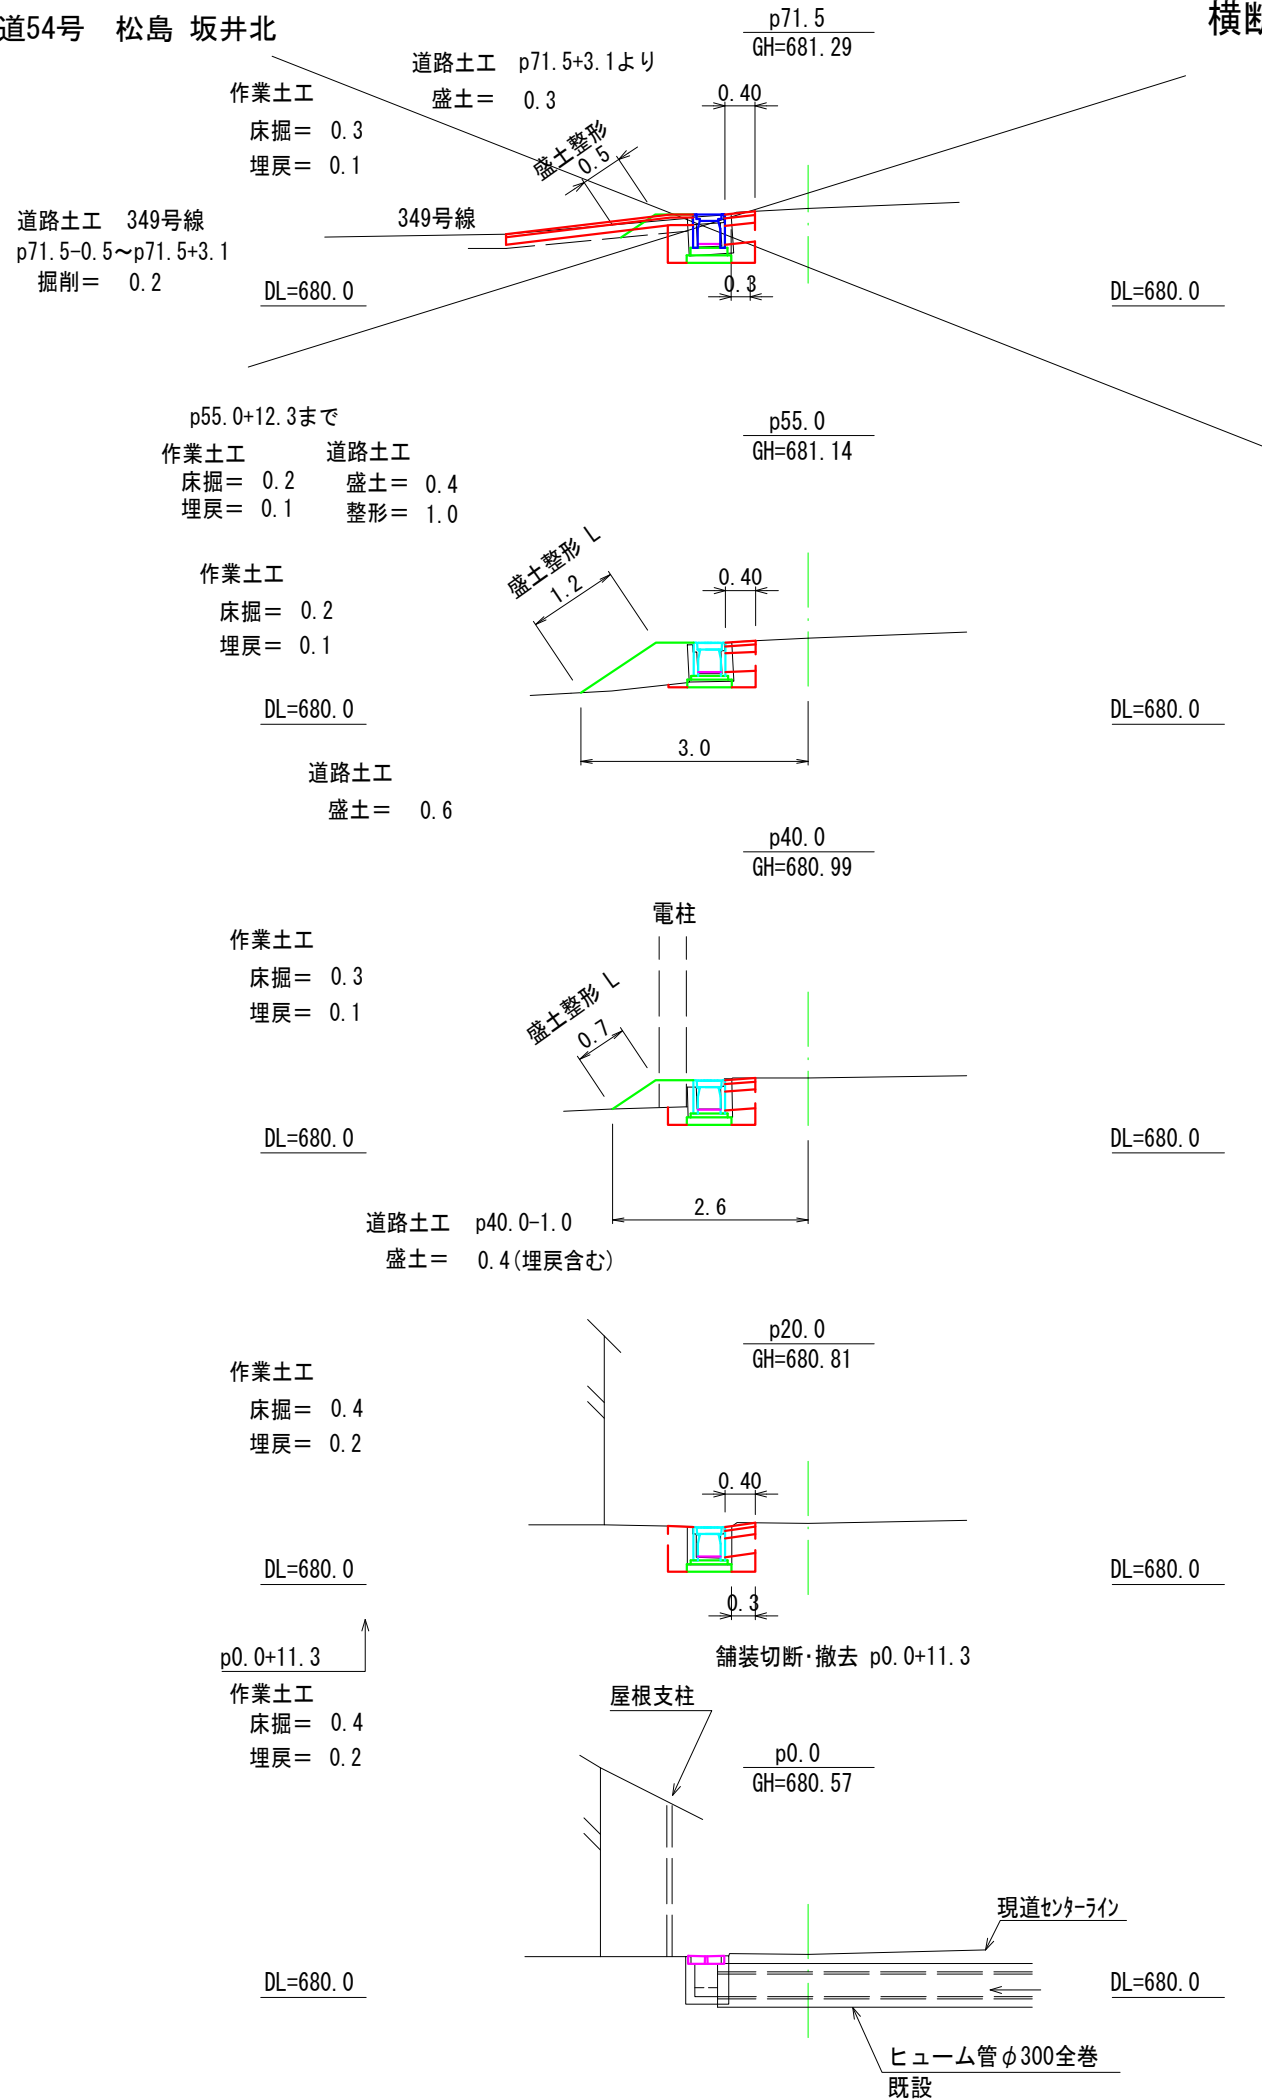 道54号　松島 坂井北
横断
p71.5
GH=681.29
道路土工　p71.5+3.1より
盛土＝　0.3
作業土工
床掘＝ 0.3
埋戻＝ 0.1
0.40
盛土整形
0.5
道路土工　349号線
p71.5-0.5～p71.5+3.1
掘削＝　0.2
349号線
DL=680.0
0.3
DL=680.0
p55.0+12.3まで
作業土工
床掘＝ 0.2
埋戻＝ 0.1
道路土工
盛土＝ 0.4
整形＝ 1.0
p55.0
GH=681.14
作業土工
床掘＝ 0.2
埋戻＝ 0.1
盛土整形 L
1.2
0.40
DL=680.0
DL=680.0
3.0
道路土工
盛土＝　0.6
p40.0
GH=680.99
電柱
作業土工
床掘＝ 0.3
埋戻＝ 0.1
盛土整形 L
0.7
DL=680.0
DL=680.0
2.6
道路土工　p40.0-1.0
盛土＝　0.4(埋戻含む)
p20.0
GH=680.81
作業土工
床掘＝ 0.4
埋戻＝ 0.2
0.40
DL=680.0
DL=680.0
0.3
p0.0+11.3
舗装切断・撤去 p0.0+11.3
作業土工
床掘＝ 0.4
埋戻＝ 0.2
屋根支柱
p0.0
GH=680.57
現道ｾﾝﾀｰﾗｲﾝ
DL=680.0
DL=680.0
ヒューム管φ300全巻
既設